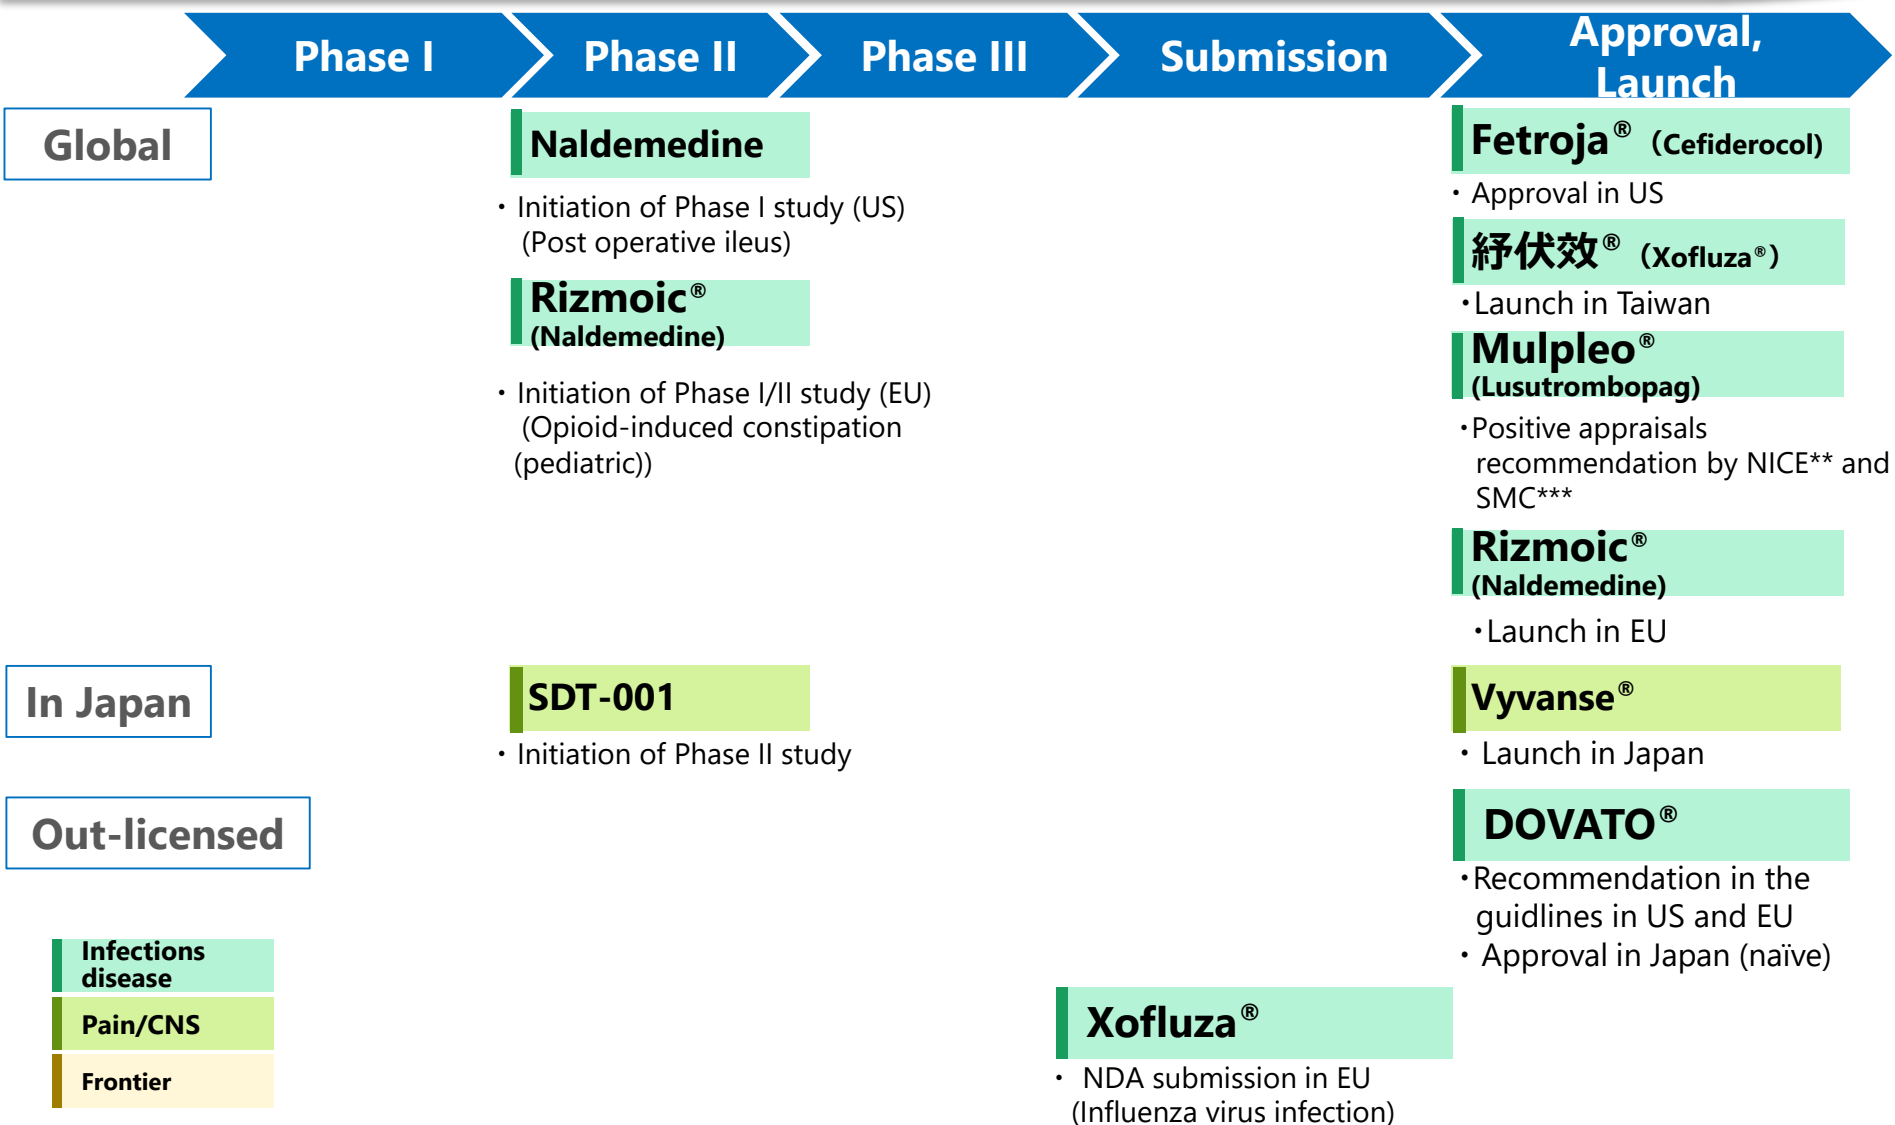 Phase I
Phase II
Phase III
Submission
Approval,
Launch
Global
Naldemedine
・Initiation of Phase I study (US)
(Post operative ileus)
Rizmoic®
(Naldemedine)
・Initiation of Phase I/II study (EU)
(Opioid-induced constipation
(pediatric))
Fetroja® (Cefiderocol)
・Approval in US
紓伏效® (Xofluza®)
・Launch in Taiwan
Mulpleo®
(Lusutrombopag)
・Positive appraisals
recommendation by NICE** and
SMC***
Rizmoic®
(Naldemedine)
・Launch in EU
In Japan
SDT-001
・Initiation of Phase II study
Vyvanse®
・Launch in Japan
Out-licensed
DOVATO®
・Recommendation in the
guidlines in US and EU
・Approval in Japan (naïve)
Xofluza®
・NDA submission in EU
(Influenza virus infection)
Infections
disease
Pain/CNS
Frontier